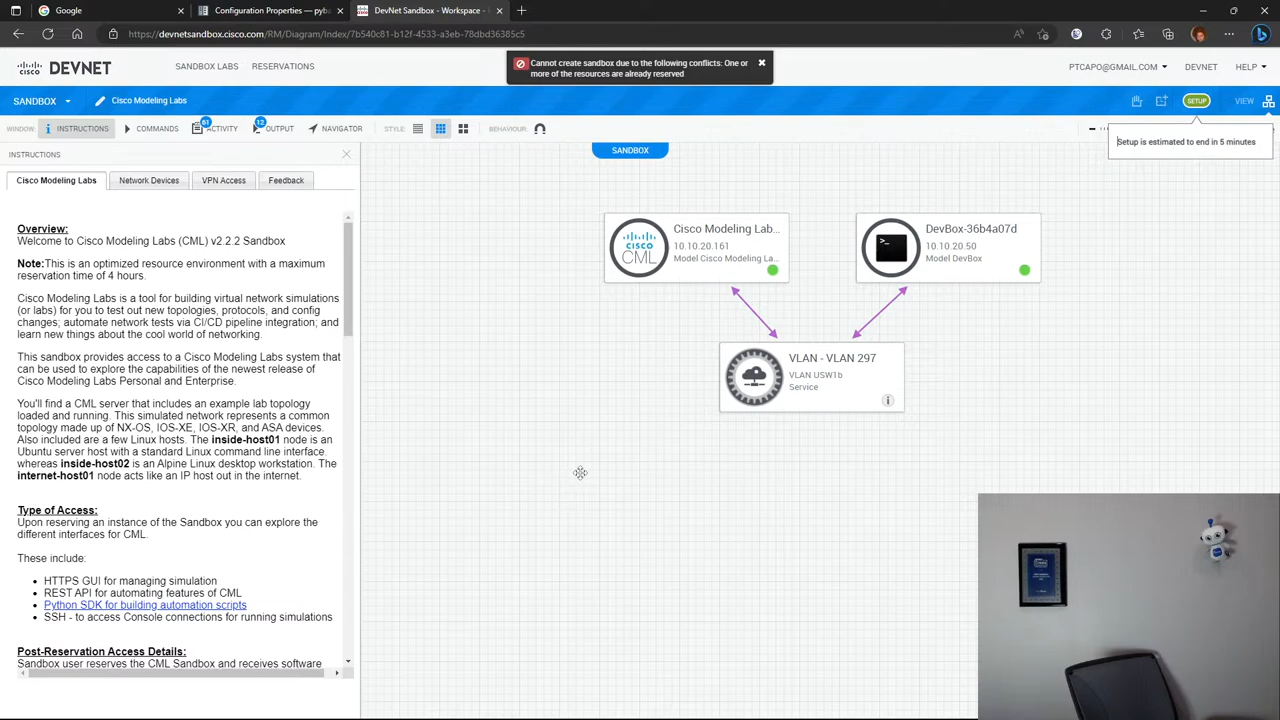 Google
Configuration Properties — pyb
DevNet Sandbox - Workspace -
https://devnetsandbox.cisco.com/RM/Diagram/Index/7b540c81-b12f-4533-a3eb-78dbd38365c5
CISCO DEVNET
SANDBOX LABS
RESERVATIONS
Cannot create sandbox due to the following conflicts: One or
more of the resources are already reserved
PTCAPO@GMAIL.COM
DEVNET
HELP
SANDBOX
Cisco Modeling Labs
SETUP
VIEW
WINDOW:
INSTRUCTIONS
COMMANDS
61
ACTIVITY
12
OUTPUT
NAVIGATOR
STYLE:
BEHAVIOUR:
Setup is estimated to end in 5 minutes
INSTRUCTIONS
SANDBOX
Cisco Modeling Labs
Network Devices
VPN Access
Feedback
Overview:
Welcome to Cisco Modeling Labs (CML) v2.2.2 Sandbox
Note:This is an optimized resource environment with a maximum
reservation time of 4 hours.
Cisco Modeling Labs is a tool for building virtual network simulations
(or labs) for you to test out new topologies, protocols, and config
changes; automate network tests via CI/CD pipeline integration; and
learn new things about the cool world of networking.
This sandbox provides access to a Cisco Modeling Labs system that
can be used to explore the capabilities of the newest release of
Cisco Modeling Labs Personal and Enterprise.
You'll find a CML server that includes an example lab topology
loaded and running. This simulated network represents a common
topology made up of NX-OS, IOS-XE, IOS-XR, and ASA devices.
Also included are a few Linux hosts. The inside-host01 node is an
Ubuntu server host with a standard Linux command line interface.
whereas inside-host02 is an Alpine Linux desktop workstation. The
internet-host01 node acts like an IP host out in the internet.
Type of Access:
Upon reserving an instance of the Sandbox you can explore the
different interfaces for CML.
These include:
• HTTPS GUI for managing simulation
• REST API for automating features of CML
• Python SDK for building automation scripts
• SSH - to access Console connections for running simulations
Post-Reservation Access Details:
Sandbox user reserves the CML Sandbox and receives software
CISCO
CML
Cisco Modeling Lab...
10.10.20.161
Model Cisco Modeling La...
>_
DevBox-36b4a07d
10.10.20.50
Model DevBox
VLAN - VLAN 297
VLAN USW1b
Service